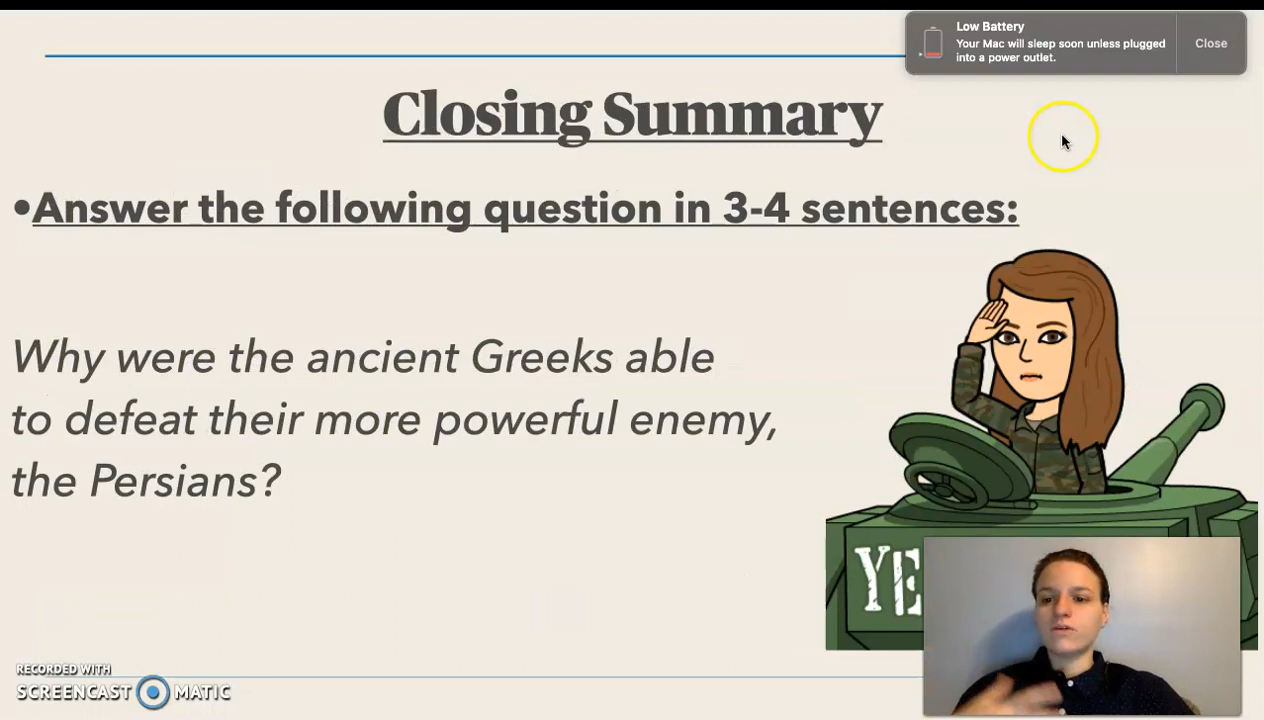 Low Battery
Your Mac will sleep soon unless plugged
into a power outlet.
Close
Closing Summary
•Answer the following question in 3-4 sentences:
Why were the ancient Greeks able
to defeat their more powerful enemy,
the Persians?
YE
RECORDED WITH
SCREENCAST MATIC